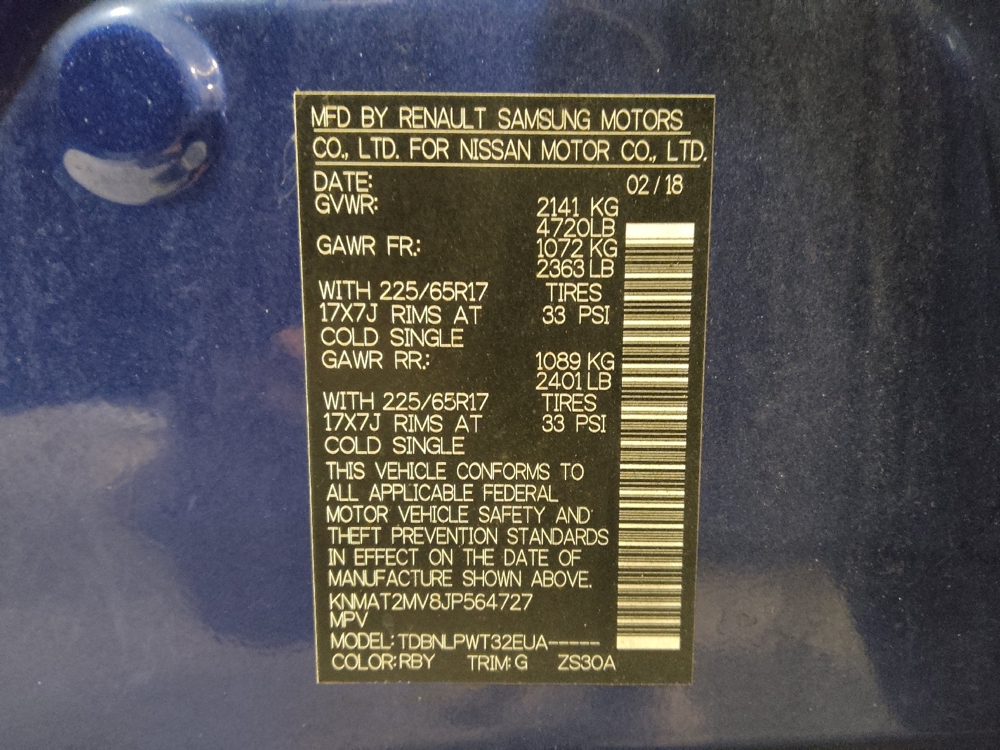 MFD BY RENAULT SAMSUNG MOTORS
CO., LTD. FOR NISSAN MOTOR CO., LTD.
DATE: 02 / 18
GVWR: 2141 KG
4720LB
GAWR FR.: 1072 KG
2363 LB
WITH 225/65R17 TIRES
17X7J RIMS AT 33 PSI
COLD SINGLE
GAWR RR.: 1089 KG
2401 LB
WITH 225/65R17 TIRES
17X7J RIMS AT 33 PSI
COLD SINGLE
THIS VEHICLE CONFORMS TO
ALL APPLICABLE FEDERAL
MOTOR VEHICLE SAFETY AND
THEFT PREVENTION STANDARDS
IN EFFECT ON THE DATE OF
MANUFACTURE SHOWN ABOVE.
KNMAT2MV8JP564727
MPV
MODEL: TDBNLPWT32EUA-----
COLOR: RBY TRIM: G ZS30A